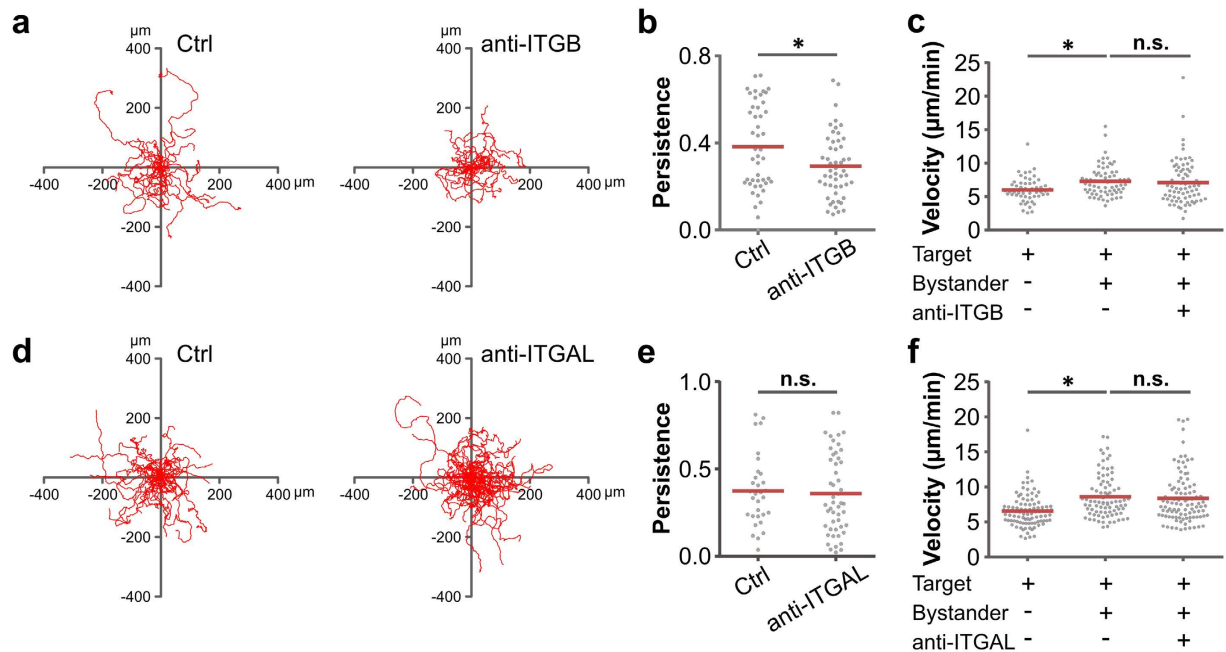 a
µm
400
Ctrl
200
400
200
200
400 µm
-200
-400
µm
400
anti-ITGB
200
400
200
200
400 µm
-200
-400
b
*
0.8
0.4
0.0
Persistence
Ctrl
anti-ITGB
c
* n.s.
25
20
15
10
5
0
Velocity (µm/min)
Target + + +
Bystander - + +
anti-ITGB - - +
d
µm
400
Ctrl
200
400
200
200
400 µm
-200
-400
µm
400
anti-ITGAL
200
400
200
200
400 µm
-200
-400
e
n.s.
1.0
0.5
0.0
Persistence
Ctrl
anti-ITGAL
f
* n.s.
25
20
15
10
5
0
Velocity (µm/min)
Target + + +
Bystander - + +
anti-ITGAL - - +